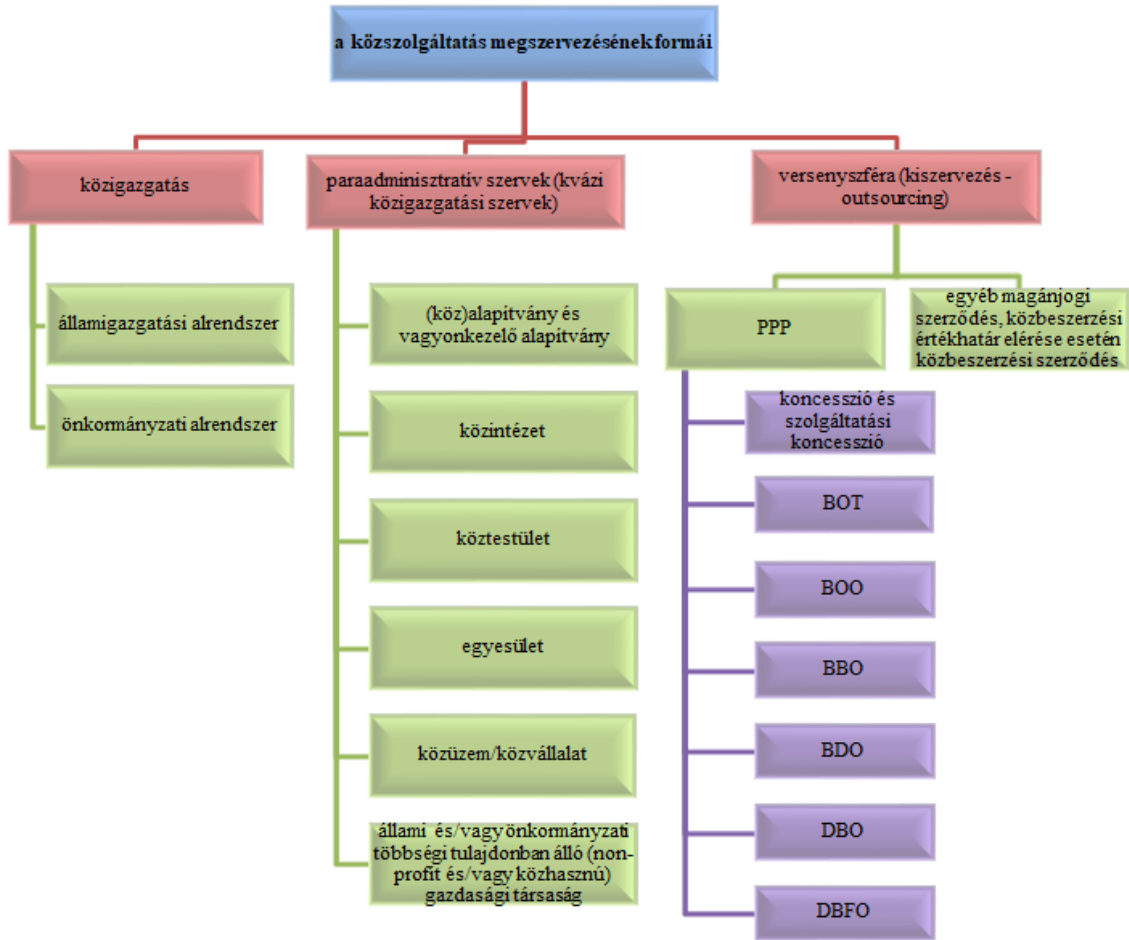 a közszolgáltatás megszervezésének formái
közigazgatás
államigazgatási alrendszer
önkormányzati alrendszer
paraadminisztratív szervek (kvázi
közigazgatási szervek)
(köz)alapítvány és
vagyonkezelő alapítvány
közintézet
köztestület
egyesület
közüzem/közvállalat
állami és/vagy önkormányzati
többségi tulajdonban álló (non-
profit és/vagy közhasznú)
gazdasági társaság
versenyszféra (kiszervezés -
outsourcing)
PPP
koncesszió és
szolgáltatási
koncesszió
BOT
BOO
BBO
BDO
DBO
DBFO
egyéb magánjogi
szerződés, közbeszerzési
értékhatár elérése esetén
közbeszerzési szerződés